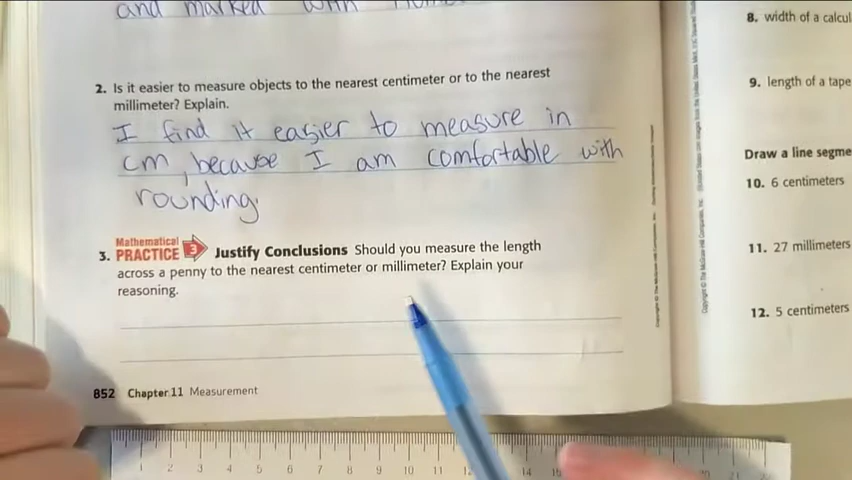 and marked with
2. Is it easier to measure objects to the nearest centimeter or to the nearest
millimeter? Explain.
I find it easier to measure in
cm, because I am comfortable with
rounding.
3. Mathematical PRACTICE 3 Justify Conclusions Should you measure the length
across a penny to the nearest centimeter or millimeter? Explain your
reasoning.
852 Chapter 11 Measurement
8. width of a calcul
9. length of a tape
Draw a line segme
10. 6 centimeters
11. 27 millimeters
12. 5 centimeters
1 2 3 4 5 6 7 8 9 10 11 14 15